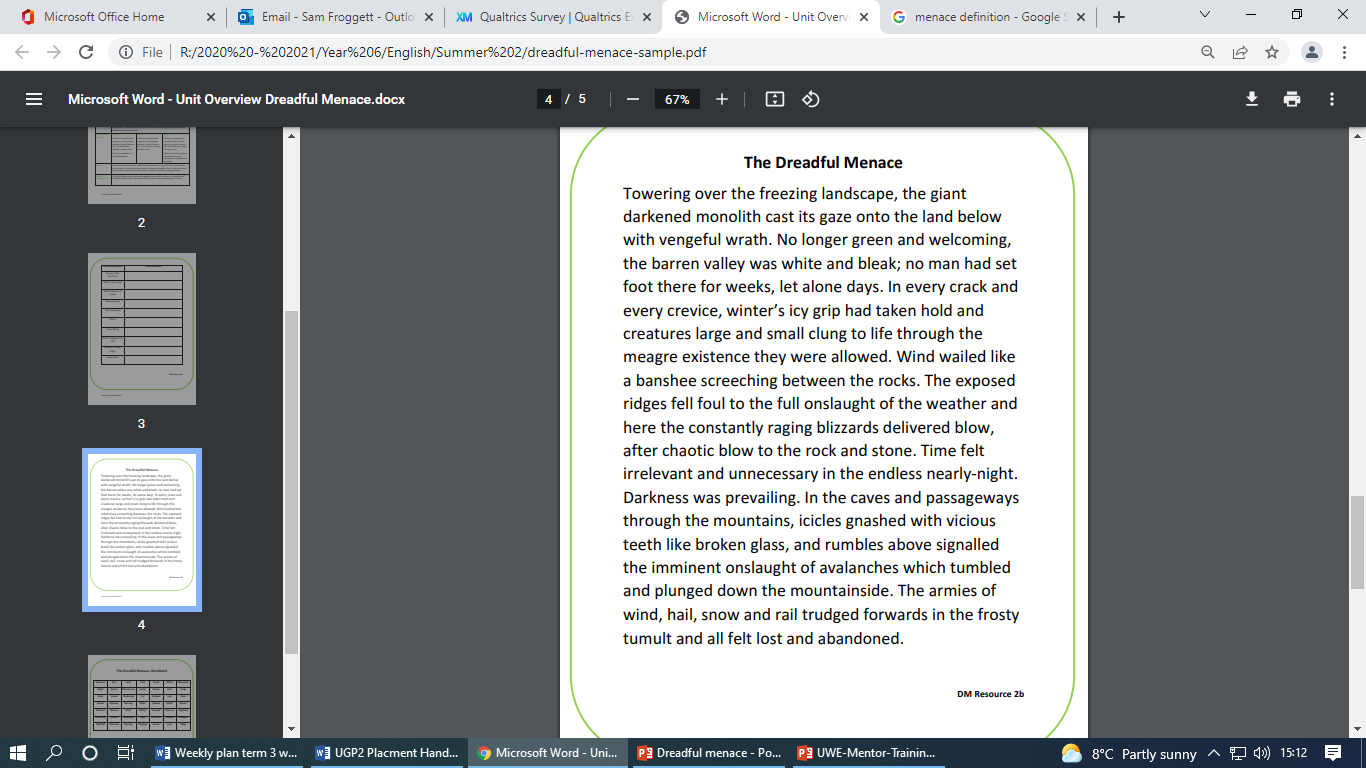 Microsoft Office Home
Email - Sam Froggett - Outlo
Qualtrics Survey | Qualtrics E
Microsoft Word - Unit Overv
menace definition - Google S
File
R:/2020%20-%202021/Year%206/English/Summer%202/dreadful-menace-sample.pdf
Microsoft Word - Unit Overview Dreadful Menace.docx
4 / 5
67%
2
3
4
The Dreadful Menace
Towering over the freezing landscape, the giant
darkened monolith cast its gaze onto the land below
with vengeful wrath. No longer green and welcoming,
the barren valley was white and bleak; no man had set
foot there for weeks, let alone days. In every crack and
every crevice, winter's icy grip had taken hold and
creatures large and small clung to life through the
meagre existence they were allowed. Wind wailed like
a banshee screeching between the rocks. The exposed
ridges fell foul to the full onslaught of the weather and
here the constantly raging blizzards delivered blow,
after chaotic blow to the rock and stone. Time felt
irrelevant and unnecessary in the endless nearly-night.
Darkness was prevailing. In the caves and passageways
through the mountains, icicles gnashed with vicious
teeth like broken glass, and rumbles above signalled
the imminent onslaught of avalanches which tumbled
and plunged down the mountainside. The armies of
wind, hail, snow and rail trudged forwards in the frosty
tumult and all felt lost and abandoned.
DM Resource 2b
Weekly plan term 3 w...
UGP2 Placment Hand...
Microsoft Word - Uni...
Dreadful menace - Po...
UWE-Mentor-Trainin...
8°C Partly sunny
15:12